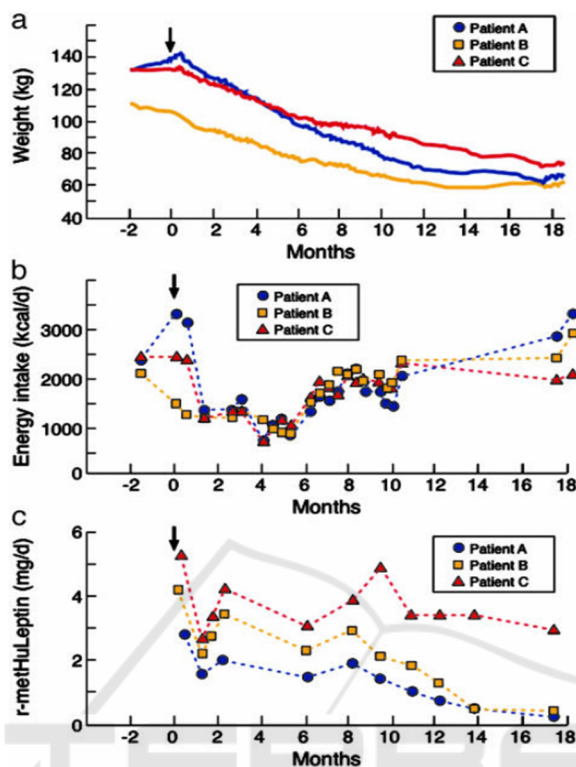 a
Weight (kg)
140
120
100
80
60
40
Patient A
Patient B
Patient C
-2 0 2 4 6 8 10 12 14 16 18
Months
b
Energy intake (kcal/d)
3000
2000
1000
0
Patient A
Patient B
Patient C
-2 0 2 4 6 8 10 12 14 16 18
Months
c
r-metHuLeptin (mg/d)
6
4
2
0
Patient A
Patient B
Patient C
-2 0 2 4 6 8 10 12 14 16 18
Months